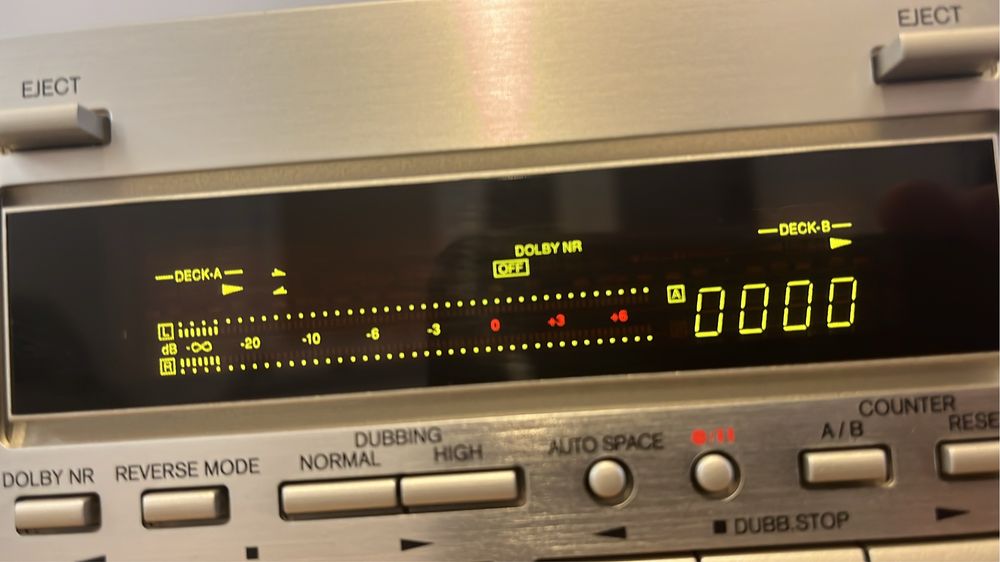 EJECT
EJECT
DECK-A
DOLBY NR
OFF
DECK-B
A
0000
L
dB -∞ -20 -10 -6 -3 0 +3 +6
R
DOLBY NR
REVERSE MODE
DUBBING
NORMAL
HIGH
AUTO SPACE
COUNTER
A/B
RESE
DUBB.STOP